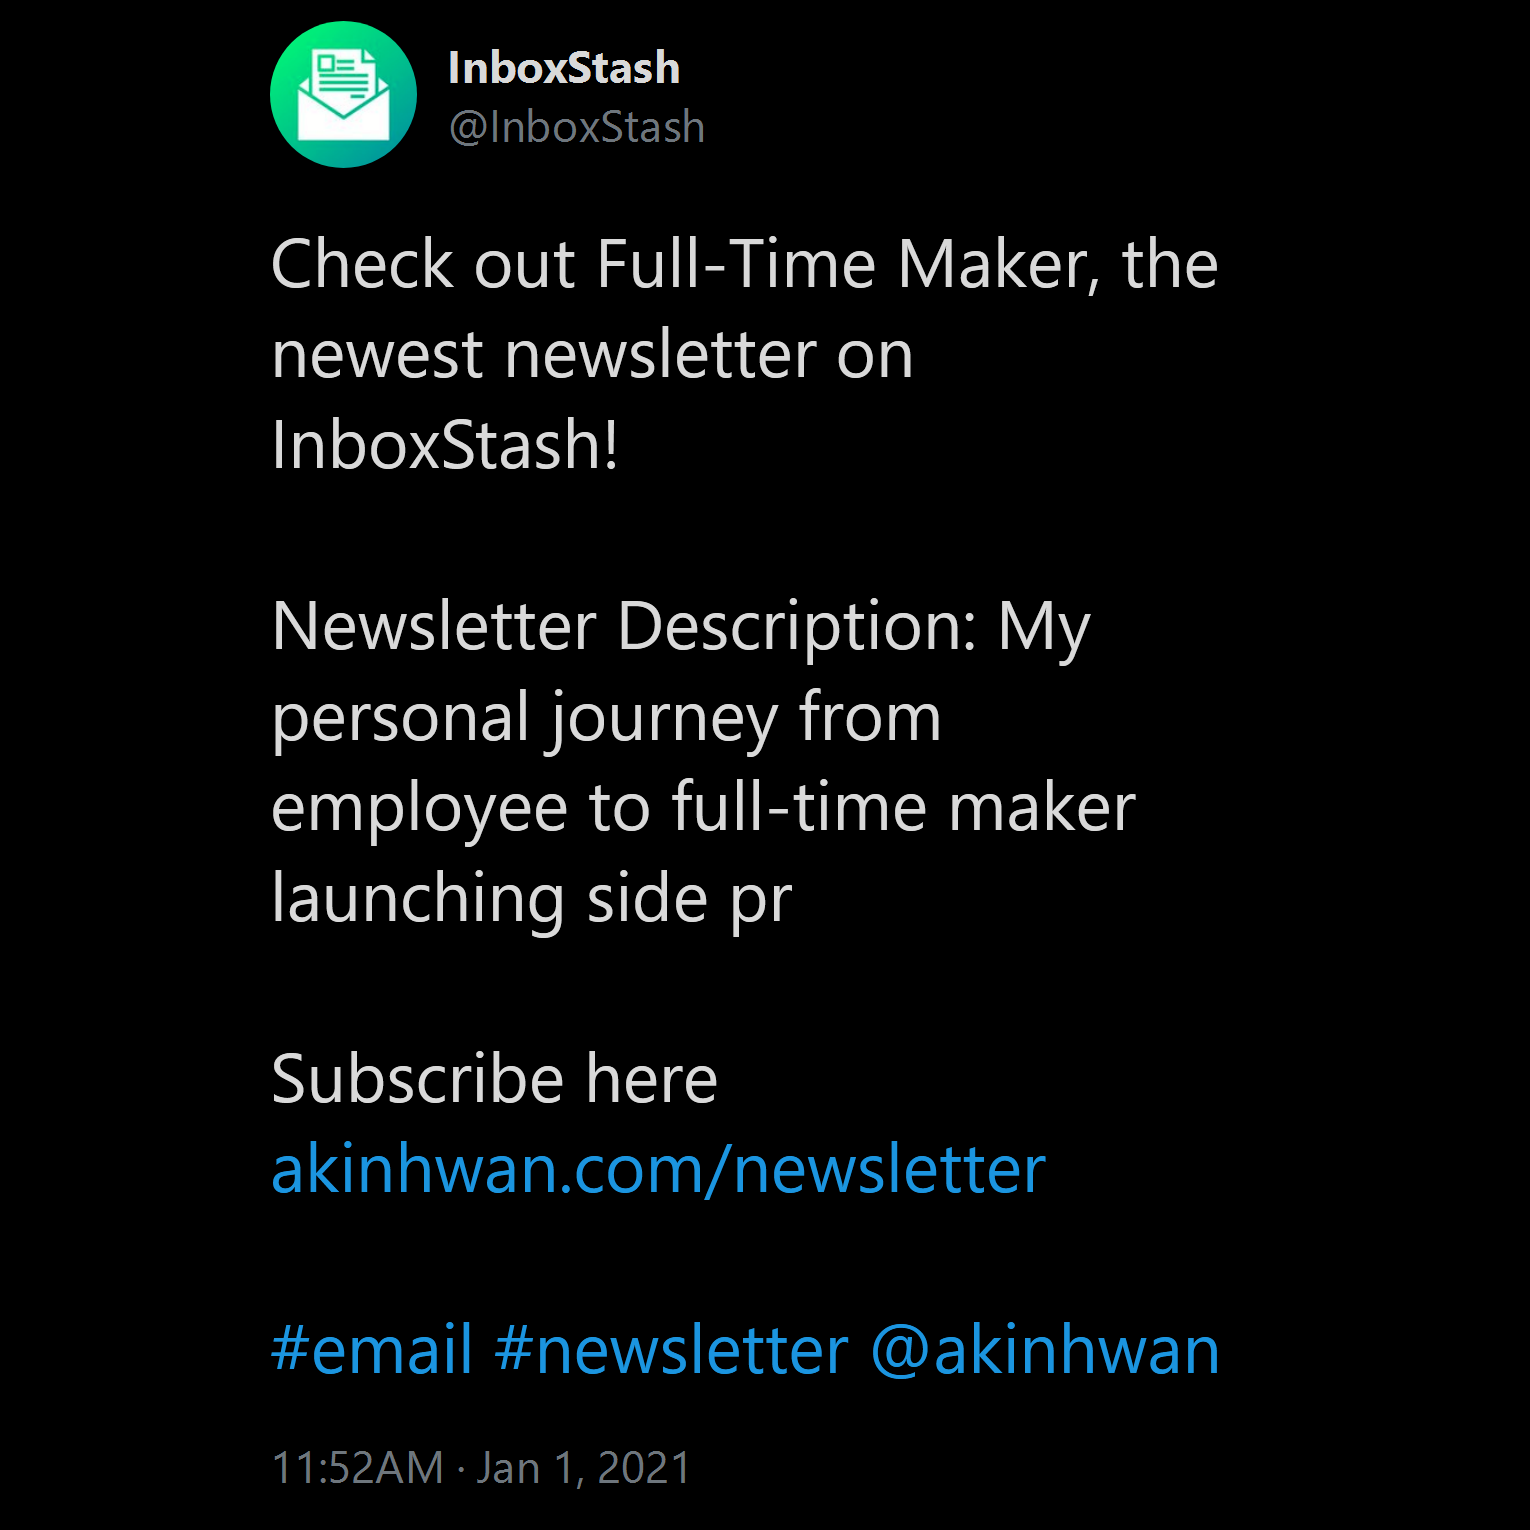 InboxStash
@InboxStash
Check out Full-Time Maker, the
newest newsletter on
InboxStash!
Newsletter Description: My
personal journey from
employee to full-time maker
launching side pr
Subscribe here
akinhwan.com/newsletter
#email #newsletter @akinhwan
11:52AM · Jan 1, 2021